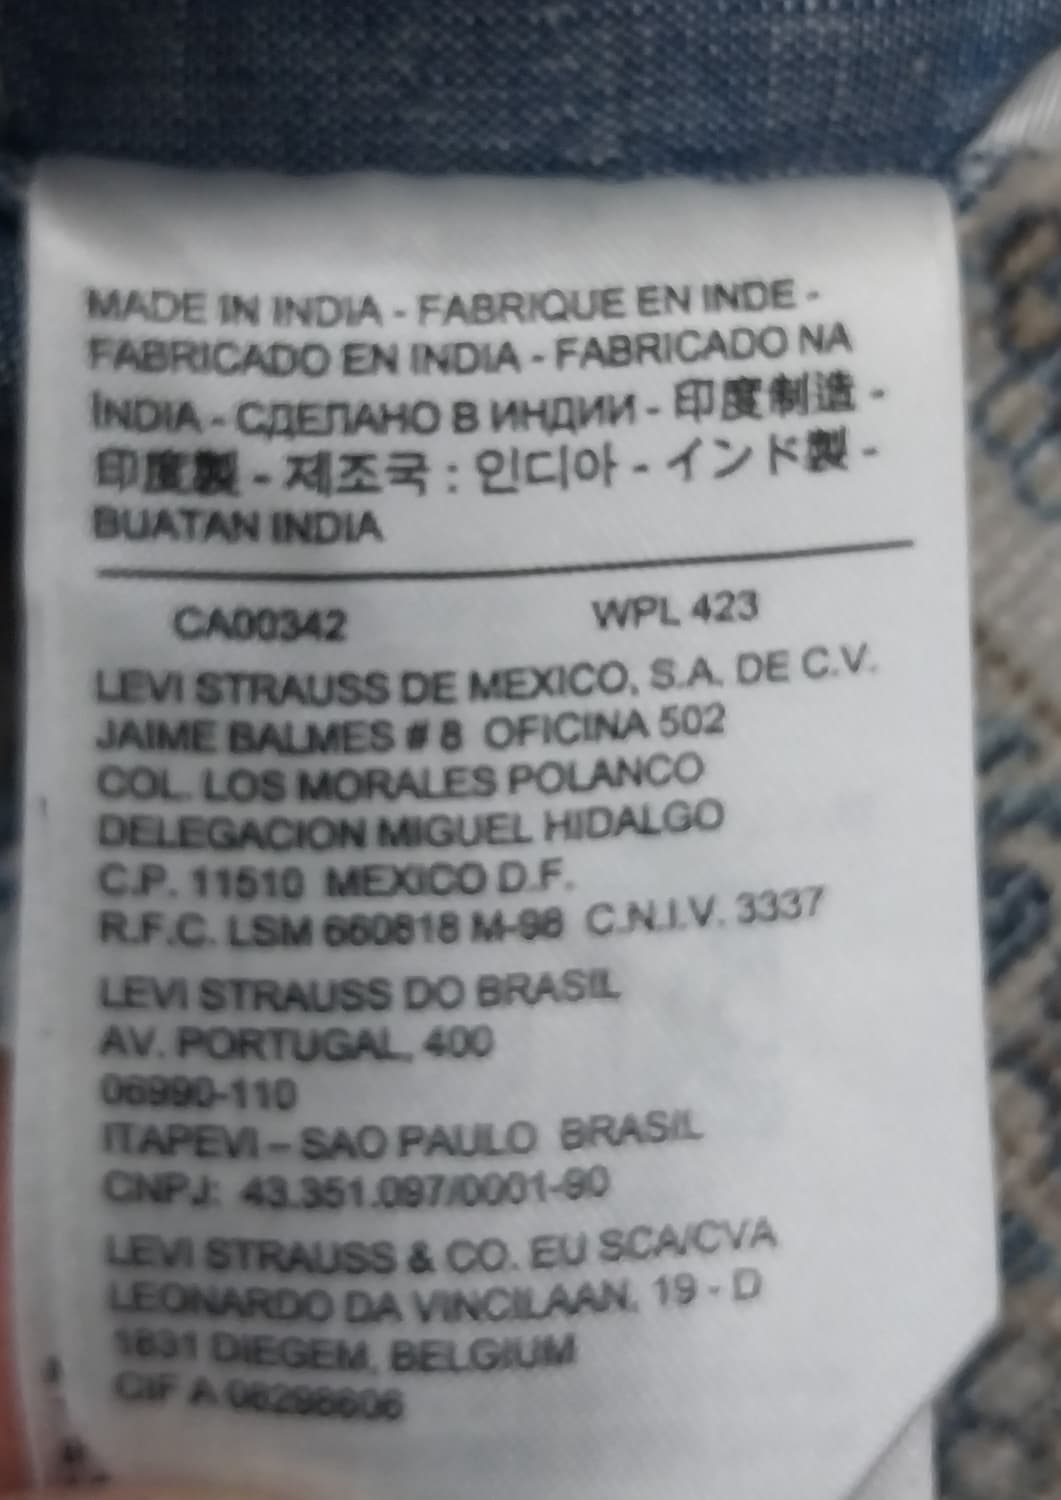 MADE IN INDIA - FABRIQUE EN INDE -
FABRICADO EN INDIA - FABRICADO NA
ÍNDIA - СДЕЛАНО В ИНДИИ - 印度制造 -
印度製 - 제조국 : 인디아 - インド製 -
BUATAN INDIA
CA00342 WPL 423
LEVI STRAUSS DE MEXICO, S.A. DE C.V.
JAIME BALMES # 8 OFICINA 502
COL. LOS MORALES POLANCO
DELEGACION MIGUEL HIDALGO
C.P. 11510 MEXICO D.F.
R.F.C. LSM 660818 M-98 C.N.I.V. 3337
LEVI STRAUSS DO BRASIL
AV. PORTUGAL, 400
06990-110
ITAPEVI – SAO PAULO BRASIL
CNPJ: 43.351.097/0001-90
LEVI STRAUSS & CO. EU SCA/CVA
LEONARDO DA VINCILAAN, 19 - D
1831 DIEGEM, BELGIUM
CIF A